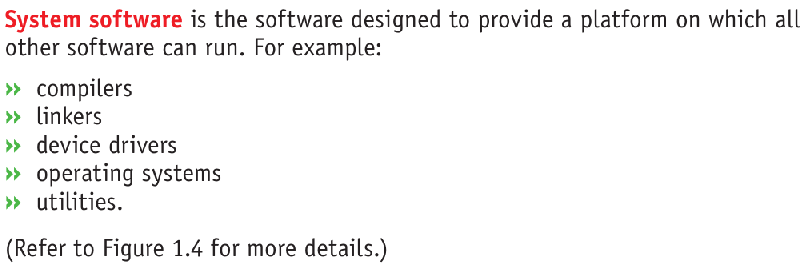 System software is the software designed to provide a platform on which all
other software can run. For example:
» compilers
» linkers
» device drivers
» operating systems
» utilities.
(Refer to Figure 1.4 for more details.)